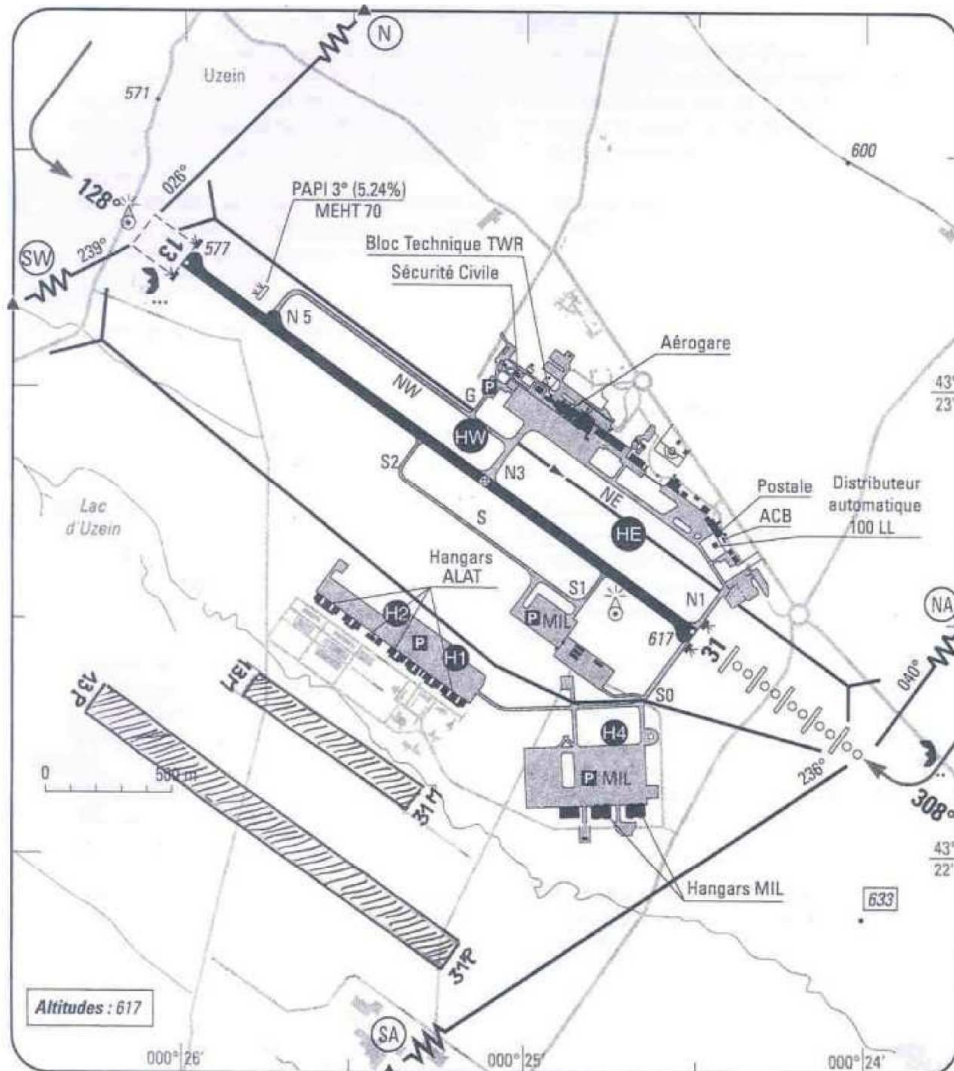 N
Uzein
571
600
026°
128°
PAPI 3° (5.24%)
MEHT 70
Bloc Technique TWR
Sécurité Civile
239°
SW
13
577
N 5
Aérogare
NW
G
P
43°
23'
HW
S2
N3
NE
Postale
Distributeur
automatique
100 LL
ACB
Lac
d'Uzein
S
HE
Hangars
ALAT
S1
N1
NA
P MIL
617
31
H2
P
H1
040°
S0
13M
13P
H4
236°
0
500 m
P MIL
31M
308°
43°
22'
Hangars MIL
633
31P
Altitudes : 617
SA
000° 26'
000° 25'
000° 24'